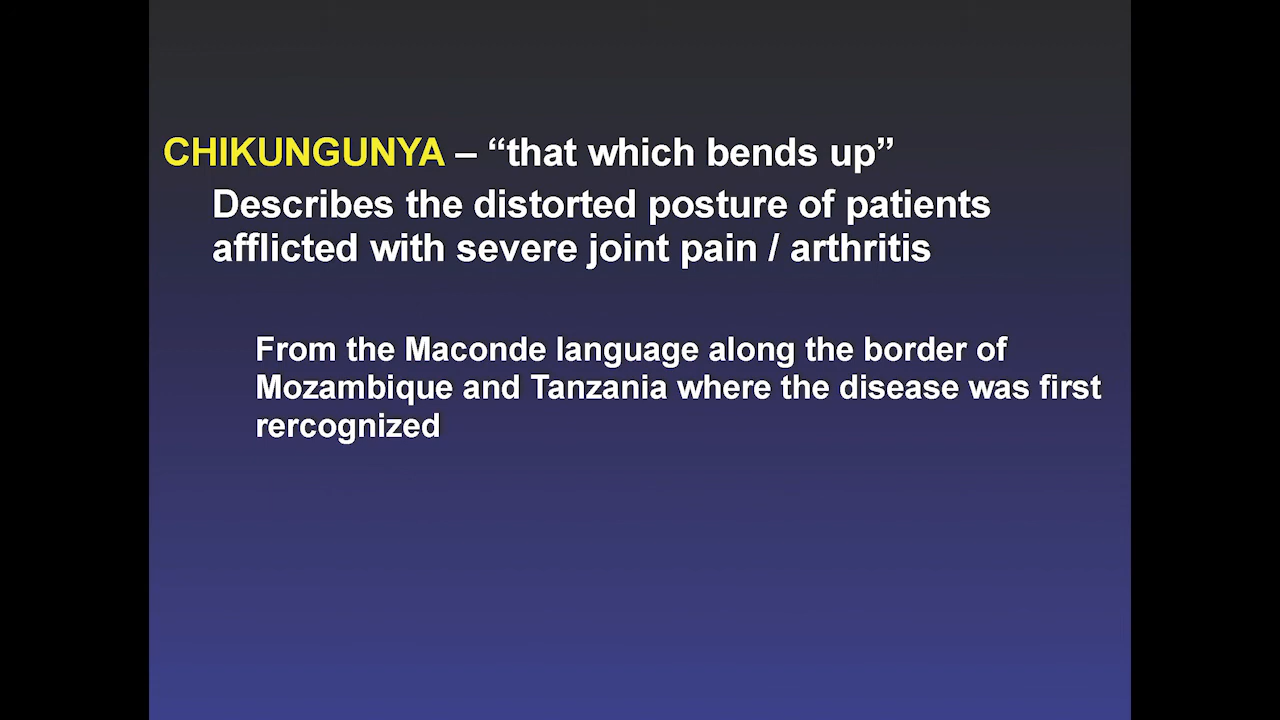 CHIKUNGUNYA – “that which bends up”
Describes the distorted posture of patients
afflicted with severe joint pain / arthritis
From the Maconde language along the border of
Mozambique and Tanzania where the disease was first
rercognized